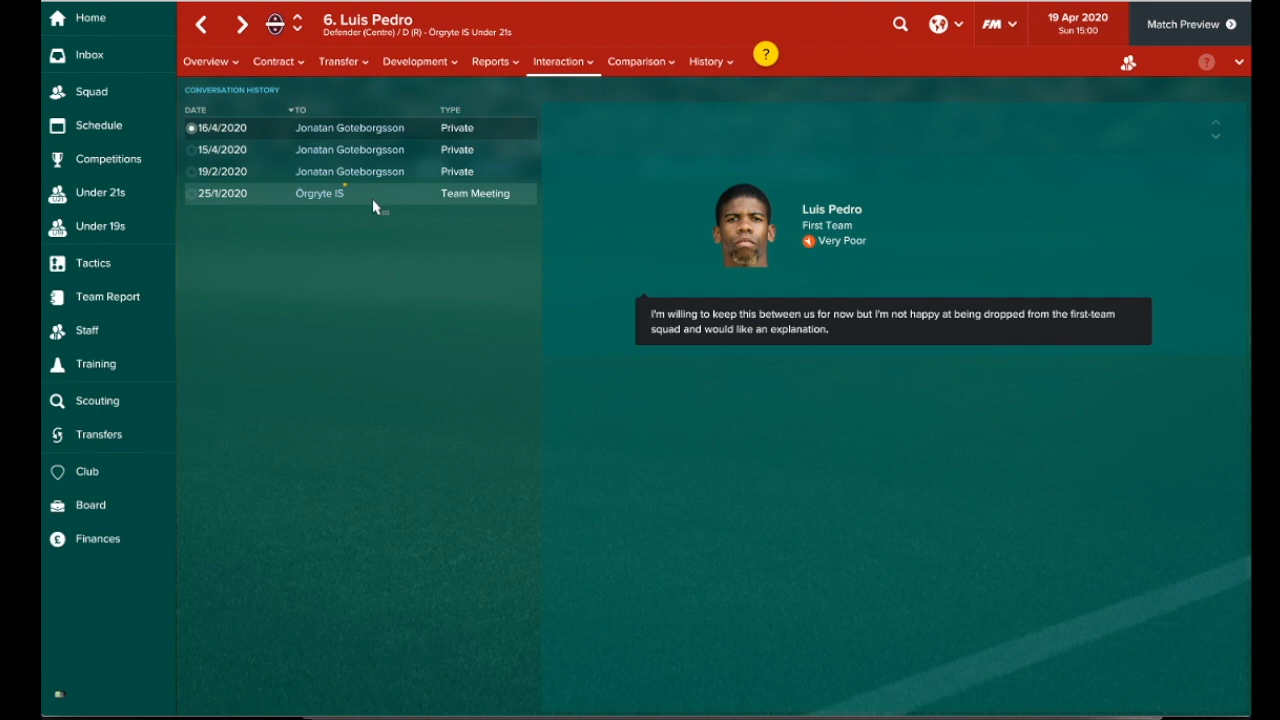 Home
Inbox
Squad
Schedule
Competitions
Under 21s
Under 19s
Tactics
Team Report
Staff
Training
Scouting
Transfers
Club
Board
Finances
6. Luis Pedro
Defender (Centre) / D (R) - Örgryte IS Under 21s
FM
19 Apr 2020
Sun 15:00
Match Preview
Overview
Contract
Transfer
Development
Reports
Interaction
Comparison
History
?
?
CONVERSATION HISTORY
DATE TO TYPE
16/4/2020 Jonatan Goteborgsson Private
15/4/2020 Jonatan Goteborgsson Private
19/2/2020 Jonatan Goteborgsson Private
25/1/2020 Örgryte IS Team Meeting
Luis Pedro
First Team
Very Poor
I'm willing to keep this between us for now but I'm not happy at being dropped from the first-team
squad and would like an explanation.